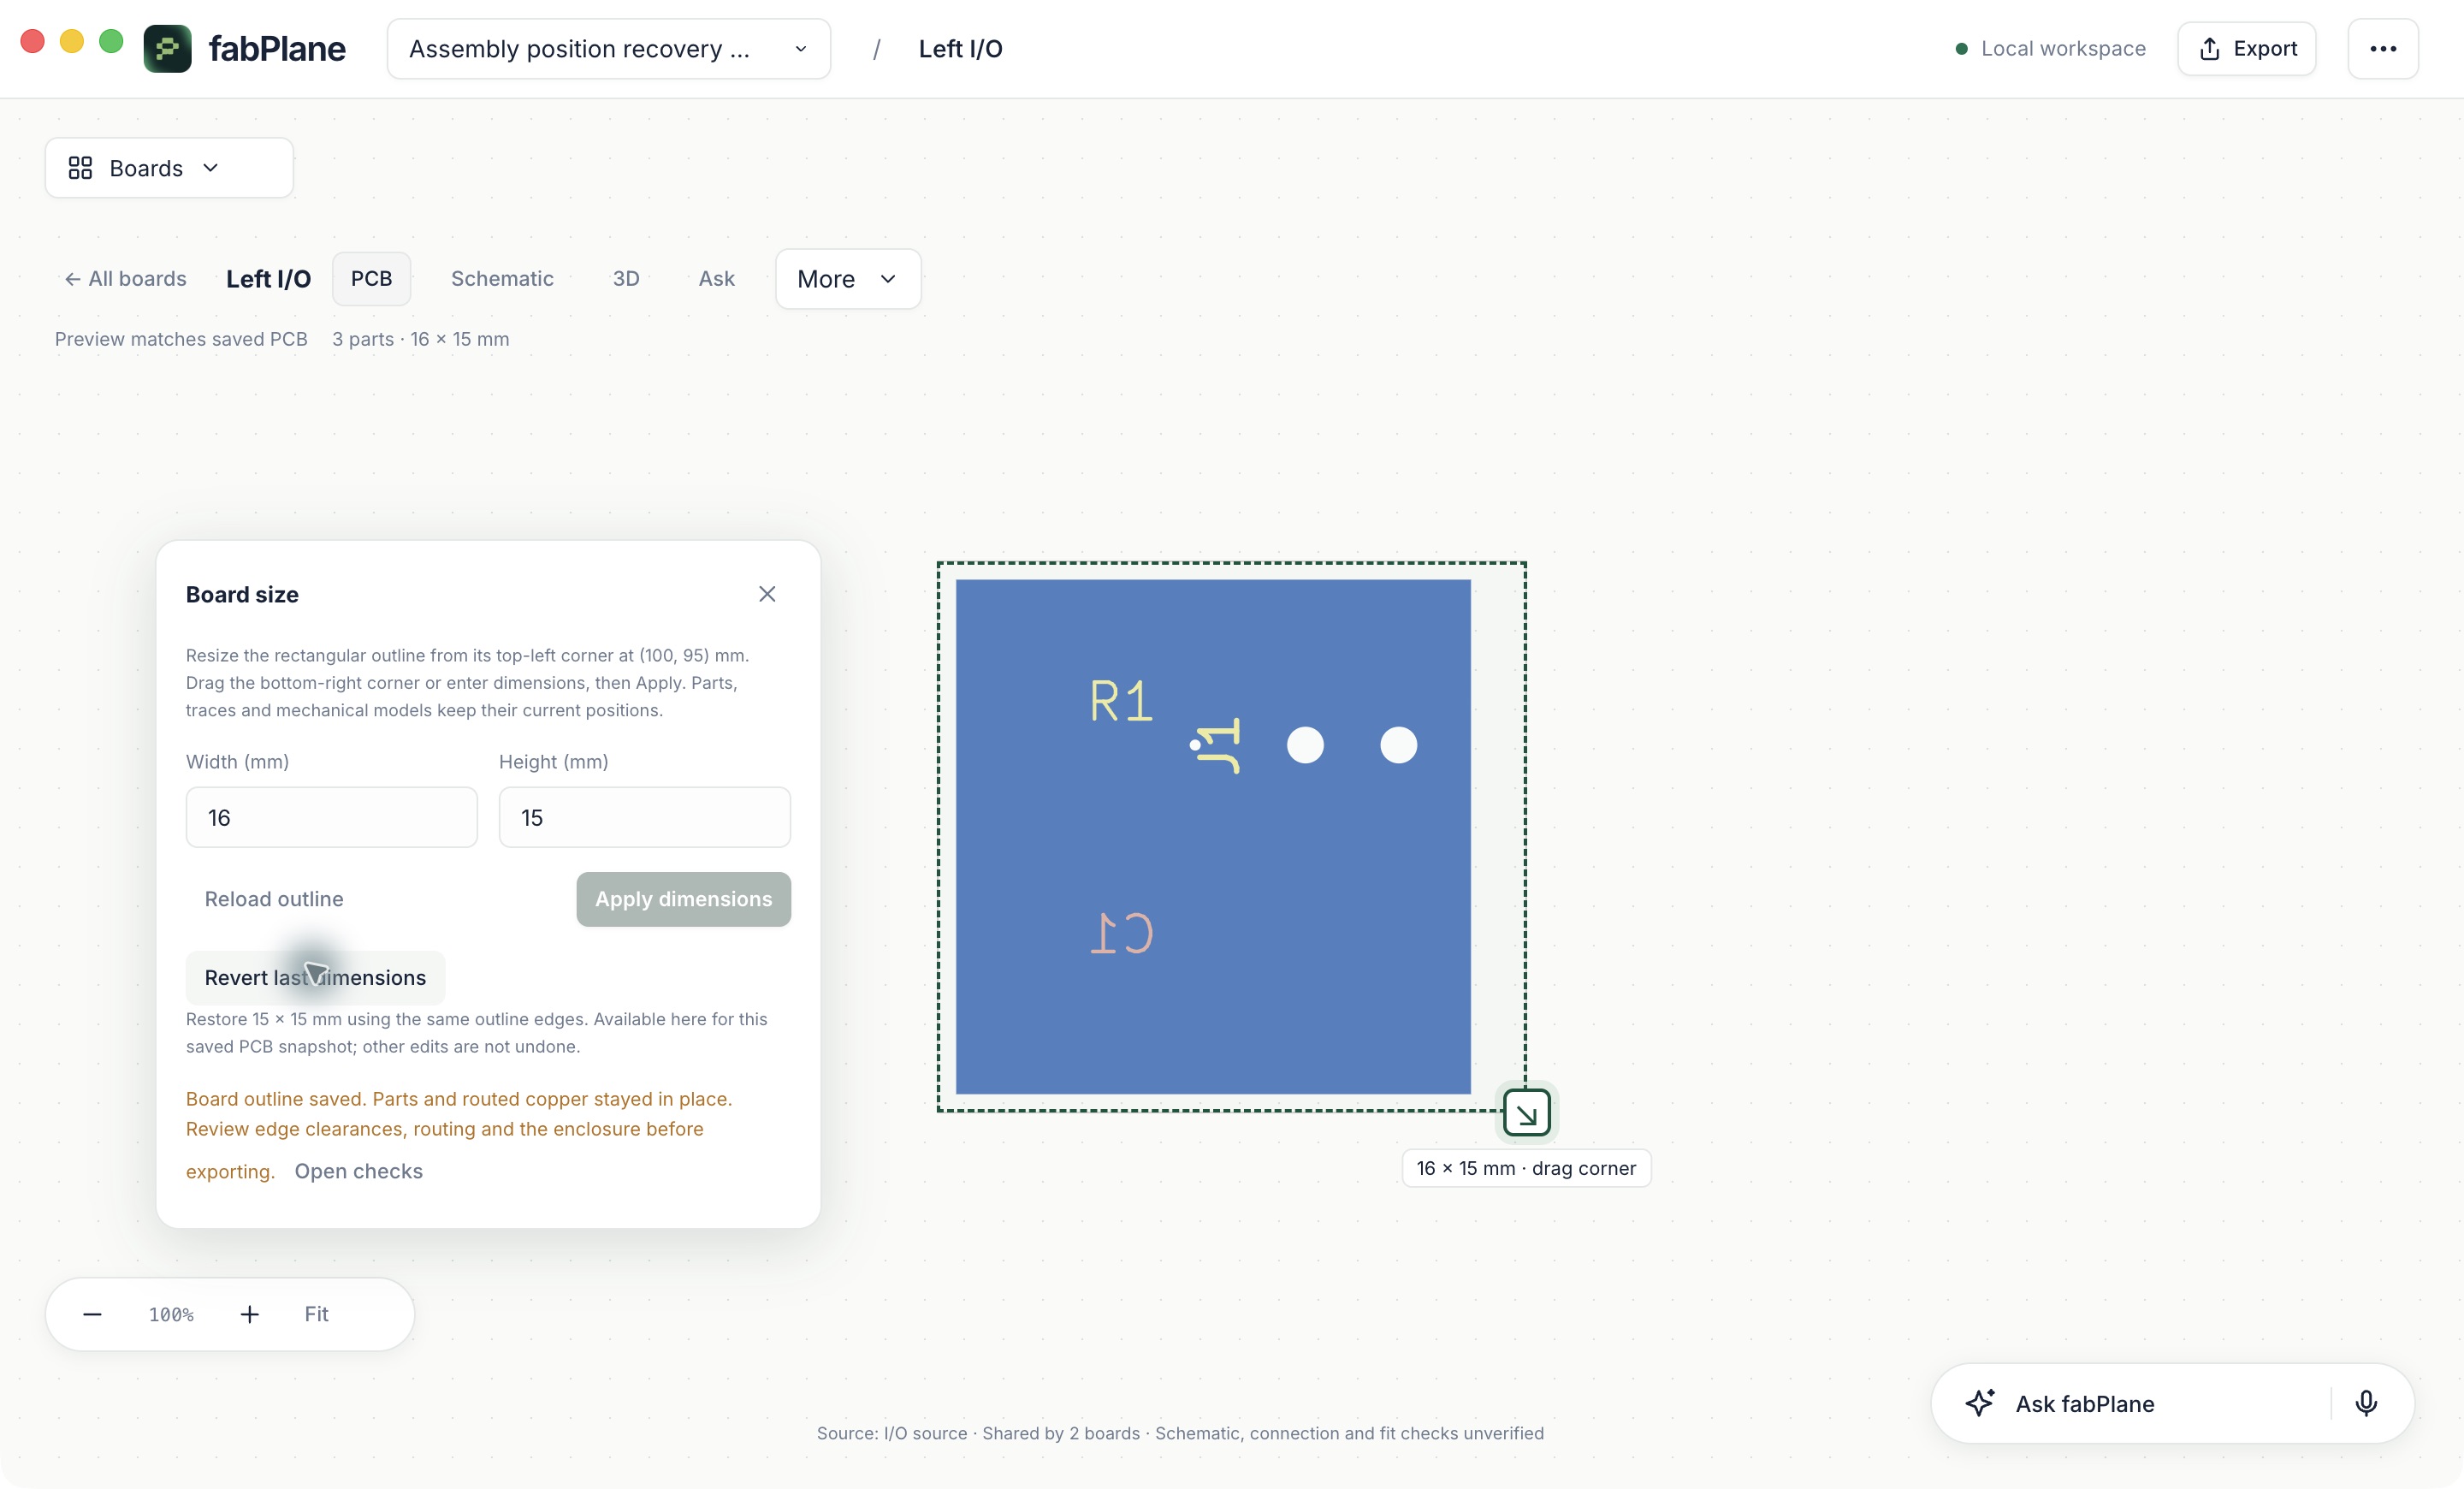 fabPlane
Assembly position recovery ...
/
Left I/O
Local workspace
Export
Boards
← All boards
Left I/O
PCB
Schematic
3D
Ask
More
Preview matches saved PCB
3 parts · 16 × 15 mm
Board size
Resize the rectangular outline from its top-left corner at (100, 95) mm.
Drag the bottom-right corner or enter dimensions, then Apply. Parts,
traces and mechanical models keep their current positions.
Width (mm)
Height (mm)
16
15
Reload outline
Apply dimensions
Revert last dimensions
Restore 15 × 15 mm using the same outline edges. Available here for this
saved PCB snapshot; other edits are not undone.
Board outline saved. Parts and routed copper stayed in place.
Review edge clearances, routing and the enclosure before
exporting.
Open checks
R1
J1
C1
16 × 15 mm · drag corner
100%
Fit
Ask fabPlane
Source: I/O source · Shared by 2 boards · Schematic, connection and fit checks unverified